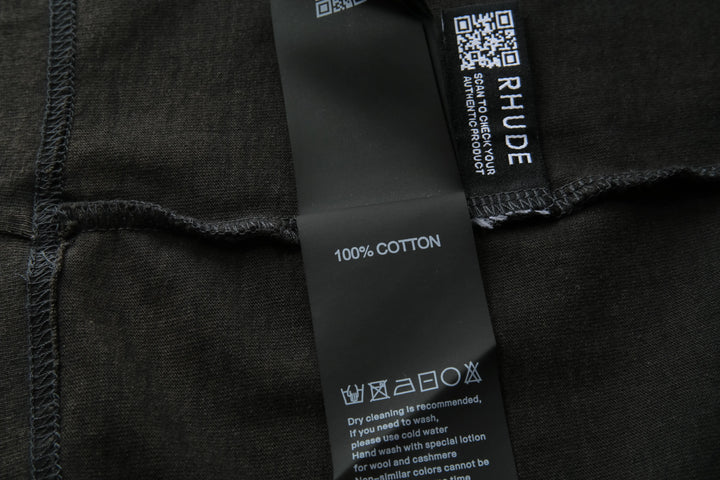 RHUDE
SCAN TO CHECK YOUR
AUTHENTIC PRODUCT
100% COTTON
Dry cleaning is recommended,
if you need to wash,
please use cold water
Hand wash with special lotion
for wool and cashmere
Non-similar colors cannot be